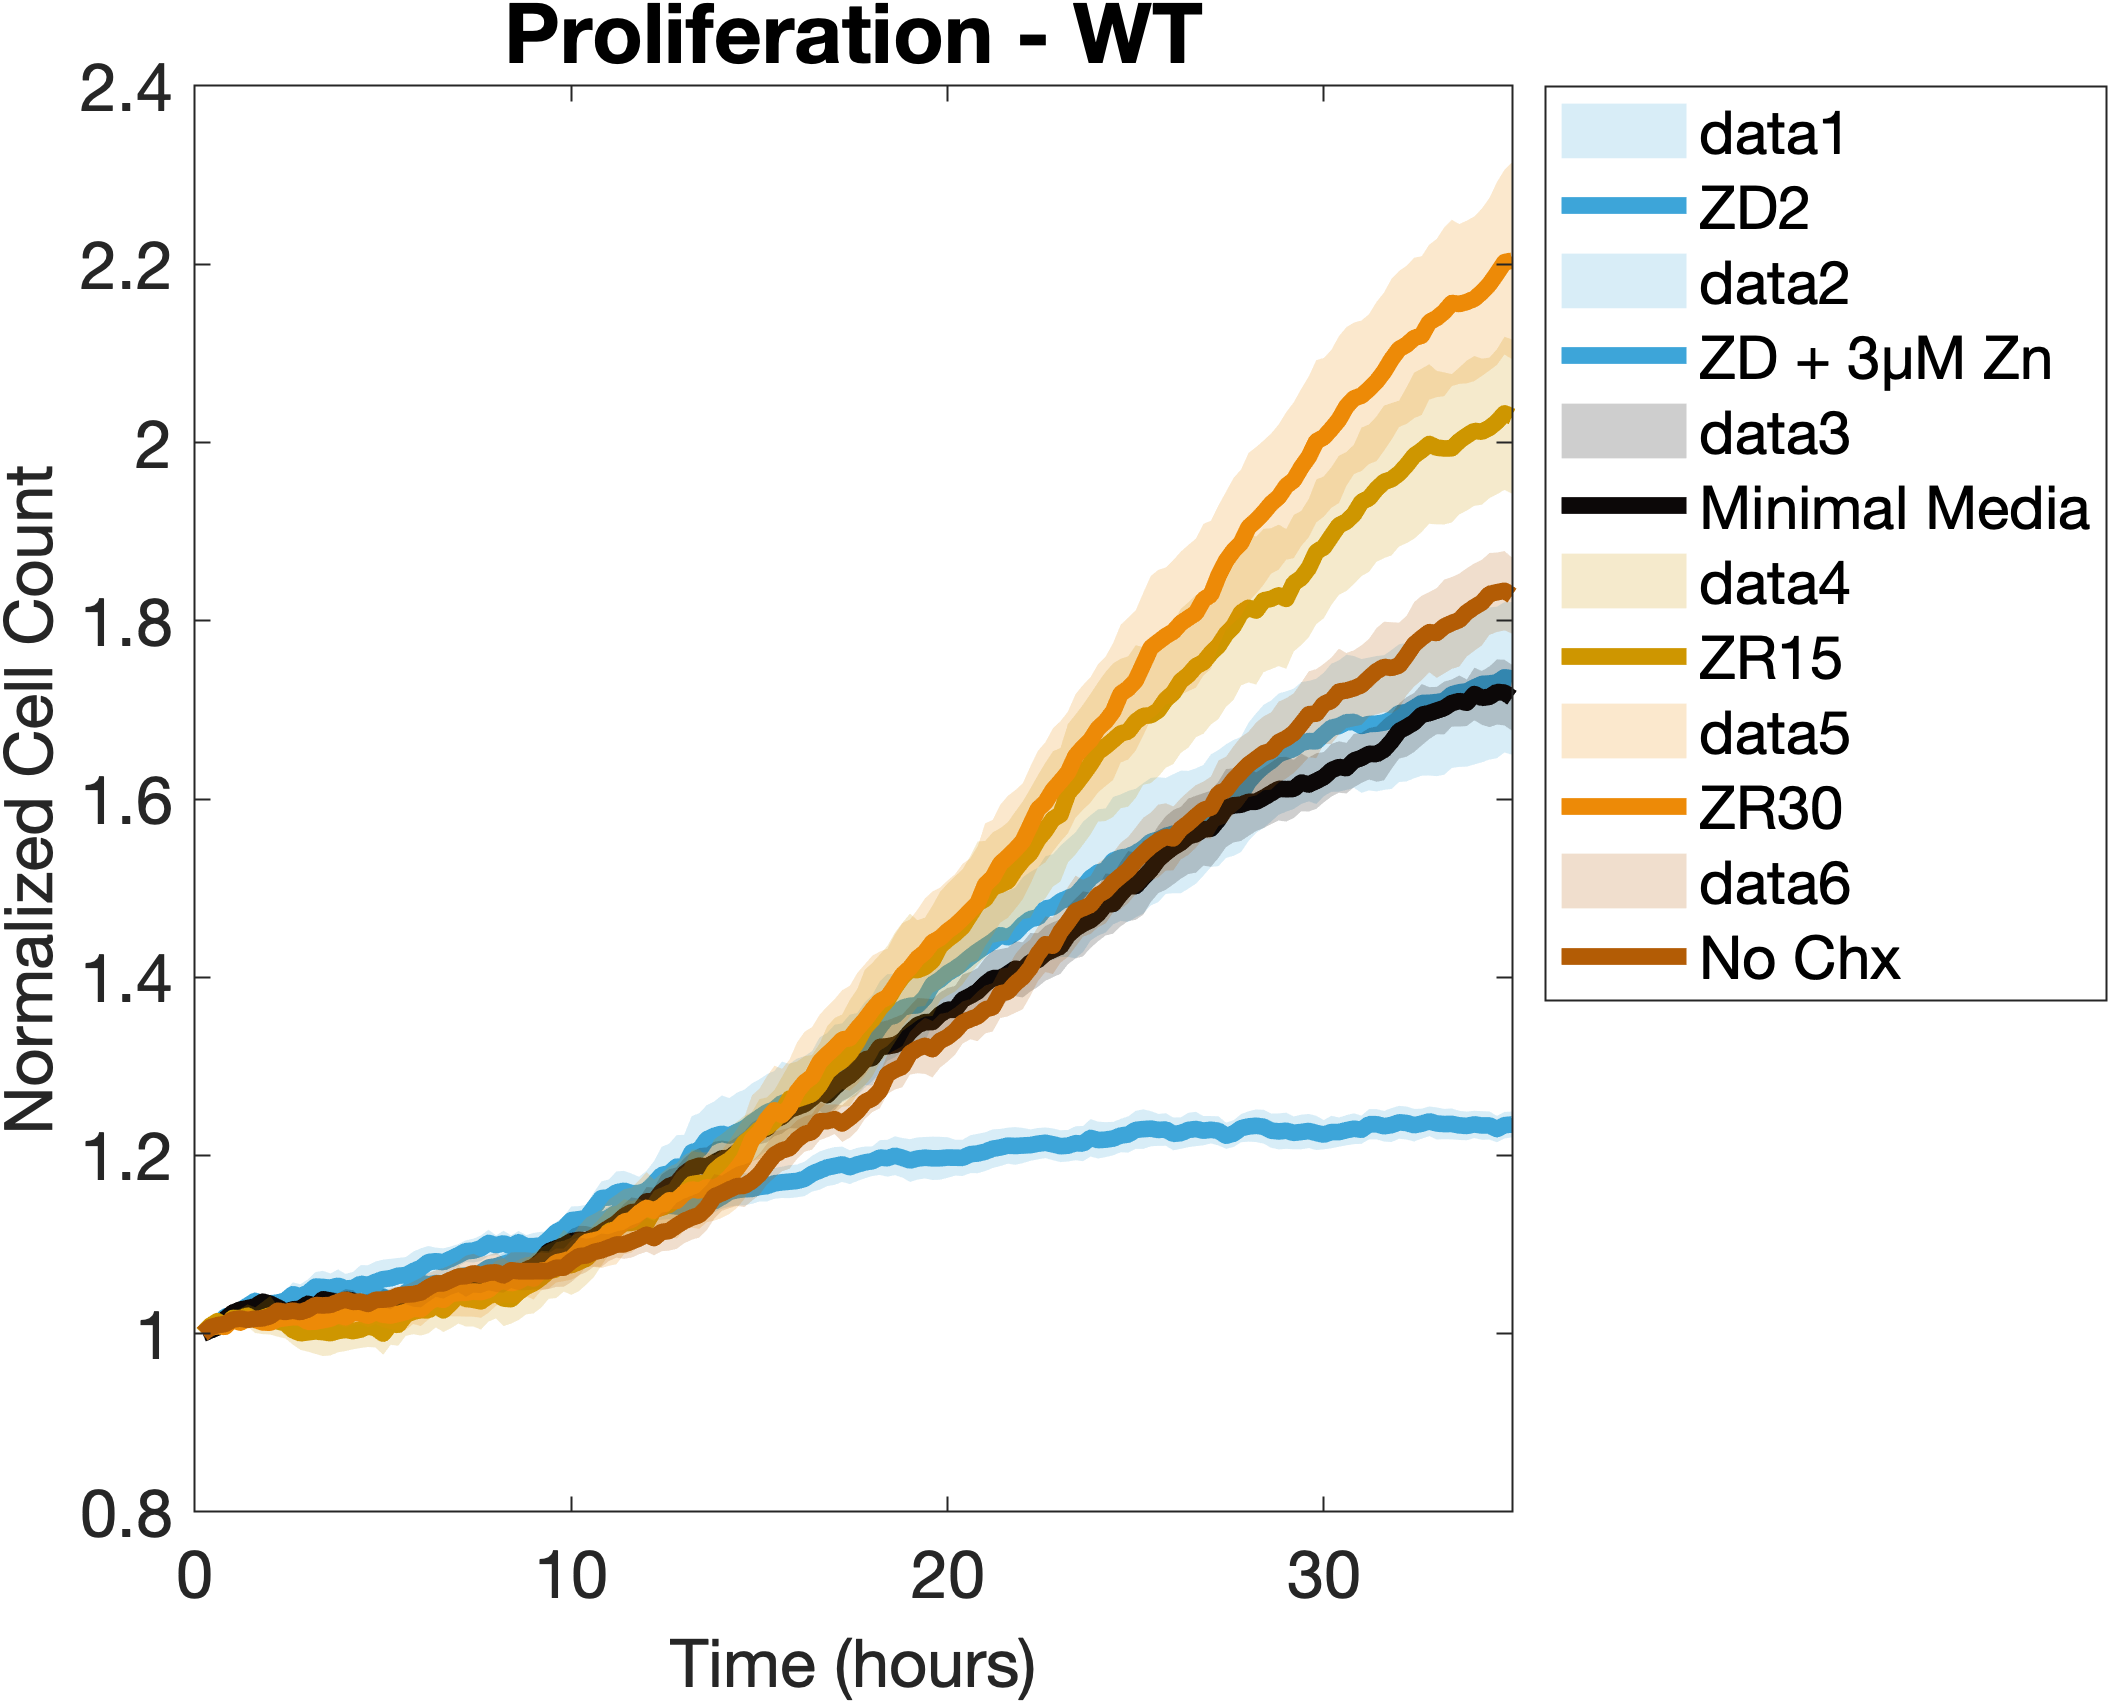 Proliferation - WT
2.4
2.2
2
1.8
1.6
1.4
1.2
1
0.8
Normalized Cell Count
0
10
20
30
Time (hours)
data1
ZD2
data2
ZD + 3µM Zn
data3
Minimal Media
data4
ZR15
data5
ZR30
data6
No Chx